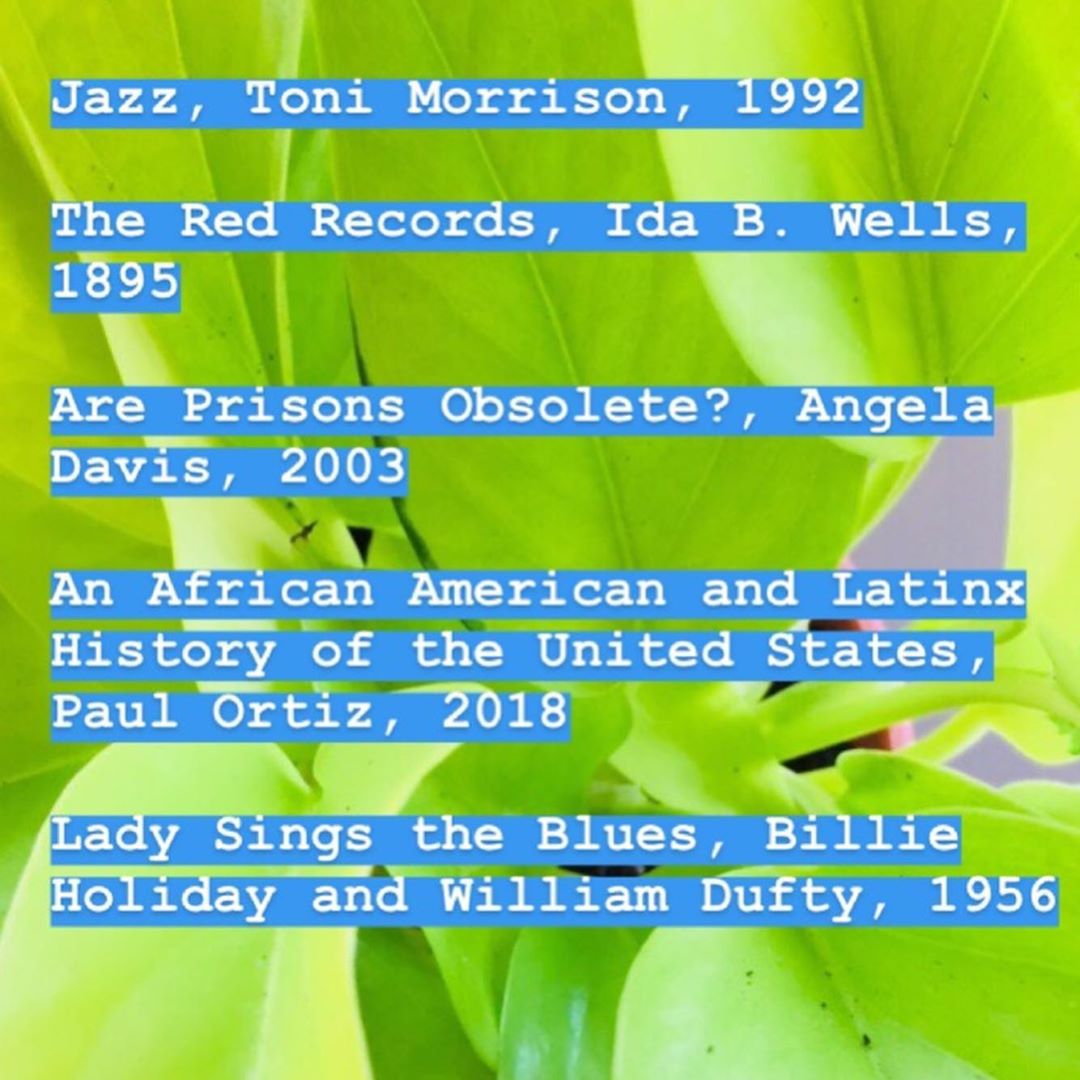 Jazz, Toni Morrison, 1992
The Red Records, Ida B. Wells,
1895
Are Prisons Obsolete?, Angela
Davis, 2003
An African American and Latinx
History of the United States,
Paul Ortiz, 2018
Lady Sings the Blues, Billie
Holiday and William Dufty, 1956